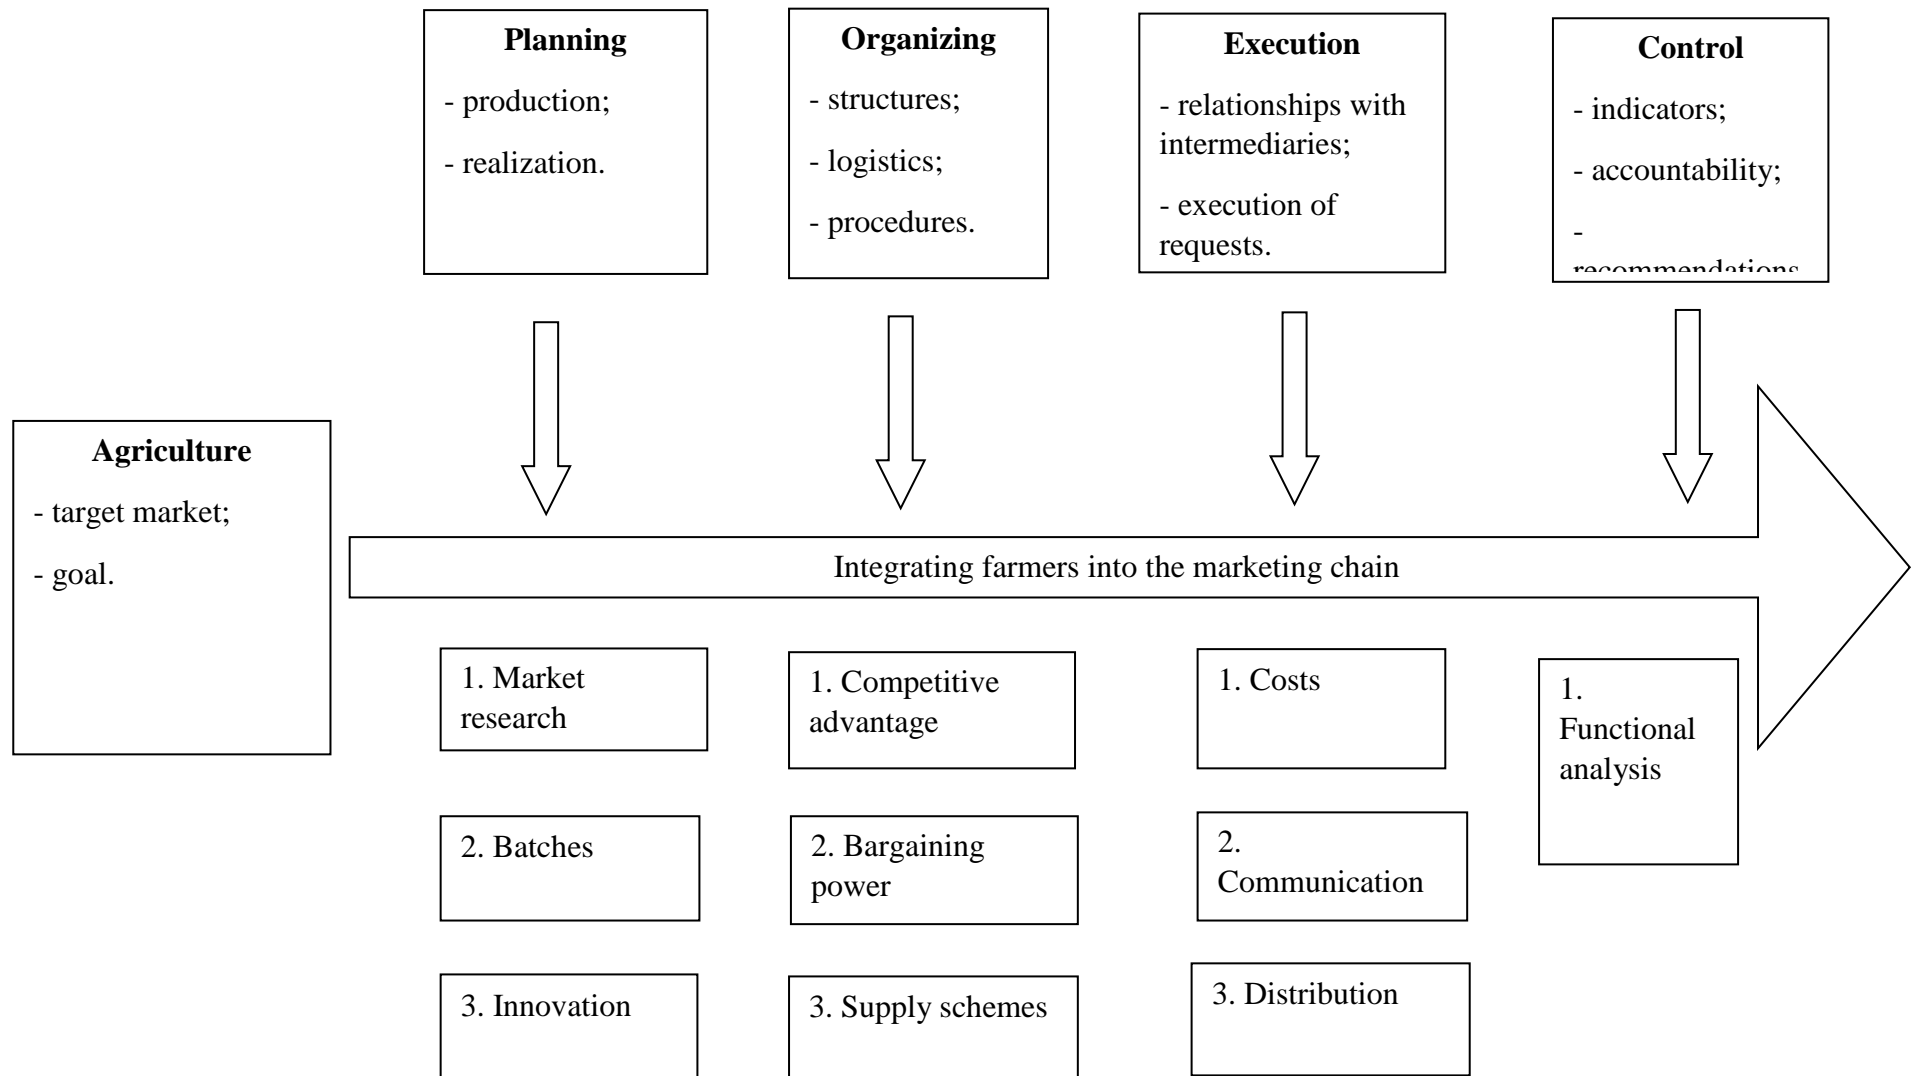 Planning
- production;
- realization.
Organizing
- structures;
- logistics;
- procedures.
Execution
- relationships with
intermediaries;
- execution of
requests.
Control
- indicators;
- accountability;
-
recommendations
Agriculture
- target market;
- goal.
Integrating farmers into the marketing chain
1. Market
research
2. Batches
3. Innovation
1. Competitive
advantage
2. Bargaining
power
3. Supply schemes
1. Costs
2.
Communication
3. Distribution
1.
Functional
analysis